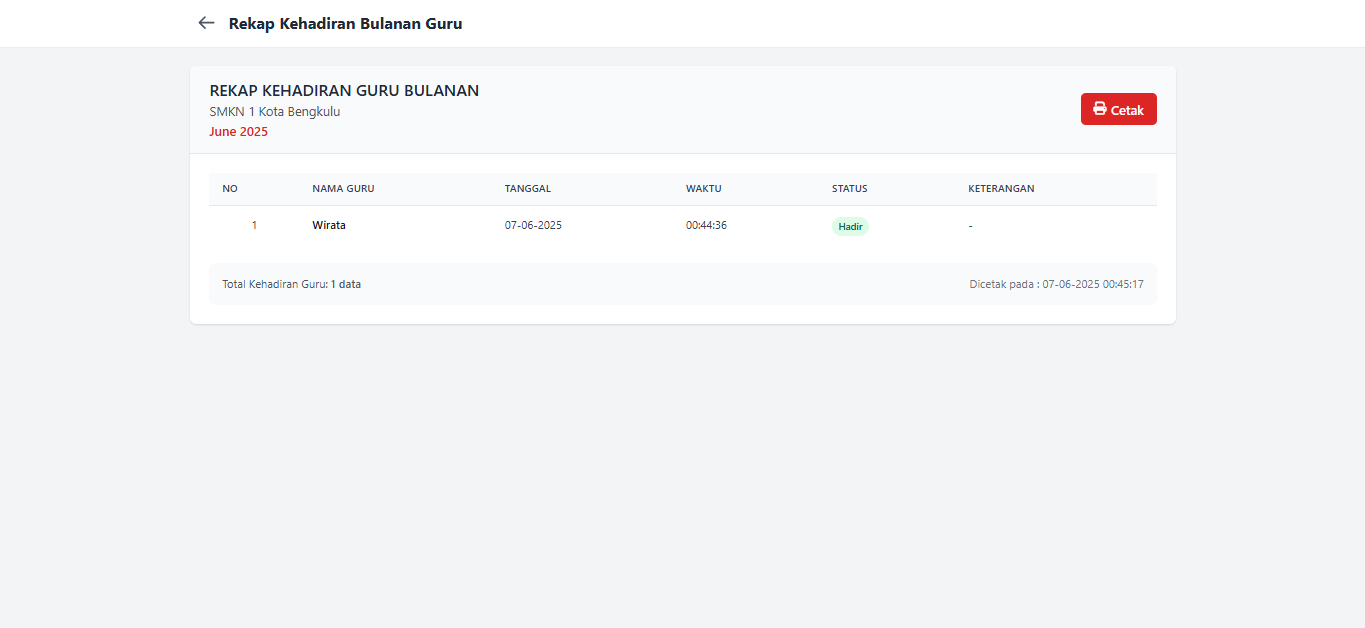 Rekap Kehadiran Bulanan Guru
REKAP KEHADIRAN GURU BULANAN
SMKN 1 Kota Bengkulu
June 2025
Cetak
NO NAMA GURU TANGGAL WAKTU STATUS KETERANGAN
1 Wirata 07-06-2025 00:44:36 Hadir -
Total Kehadiran Guru: 1 data
Dicetak pada : 07-06-2025 00:45:17